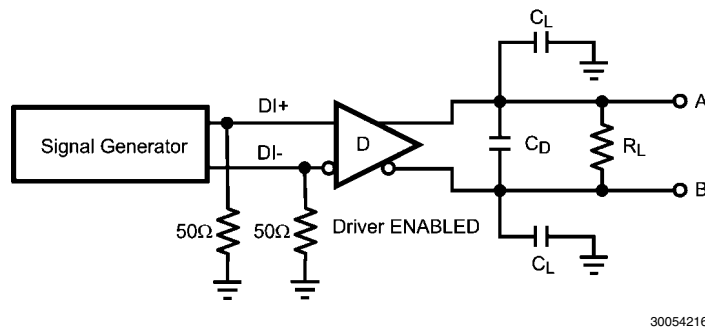 CL
DI+
A
Signal Generator
D
CD
RL
DI-
B
50Ω
50Ω
Driver ENABLED
CL
30054216